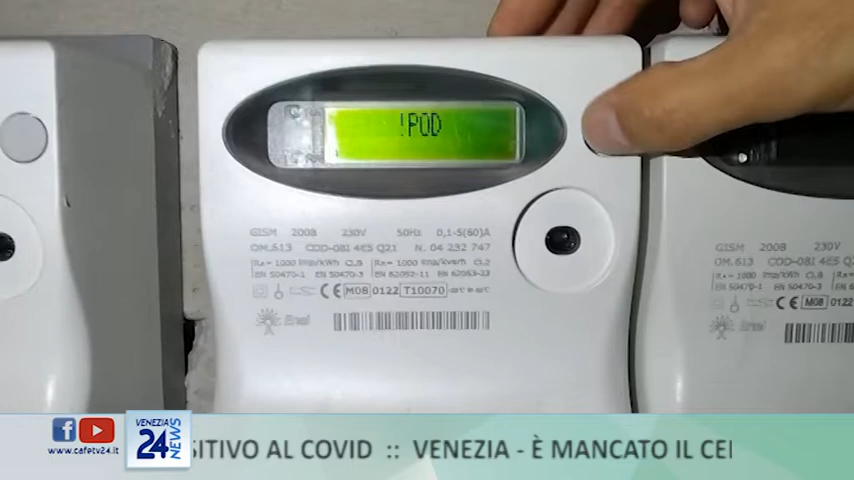 !POD
GISM 2008 230V 50Hz 0,1-5(60)A
OM.613 COD-081 4E5 Q21 N. 04 232 747
EN 50470-1 EN 50470-3 EN 62052-11 EN 62053-23
CE M08 0122 T10070
Enel
GISM 2008 230V
OM.613 COD-081 4E5
EN 50470-1 EN 50470-3
CE M08 0122
Enel
www.cafetv24.it
VENEZIA
24 NEWS
SITIVO AL COVID :: VENEZIA - È MANCATO IL CEI